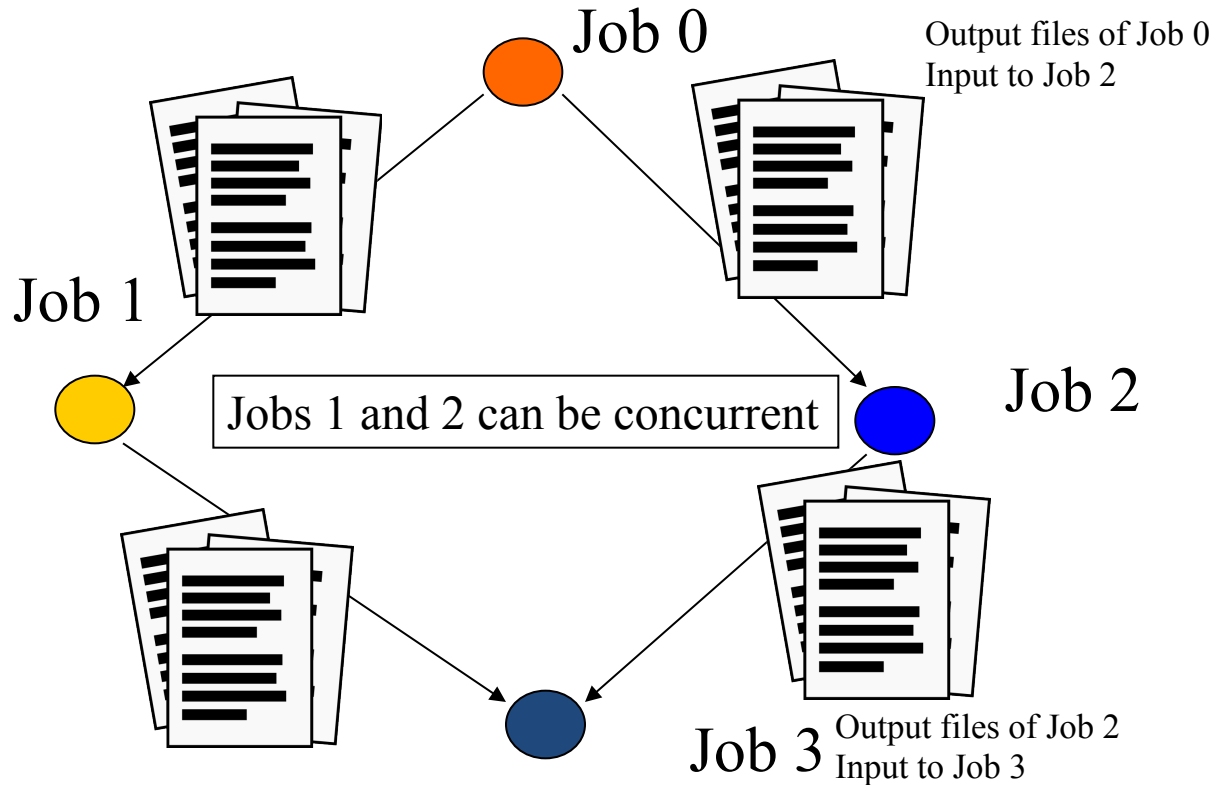 Job 0
Output files of Job 0
Input to Job 2
Job 1
Jobs 1 and 2 can be concurrent
Job 2
Job 3
Output files of Job 2
Input to Job 3